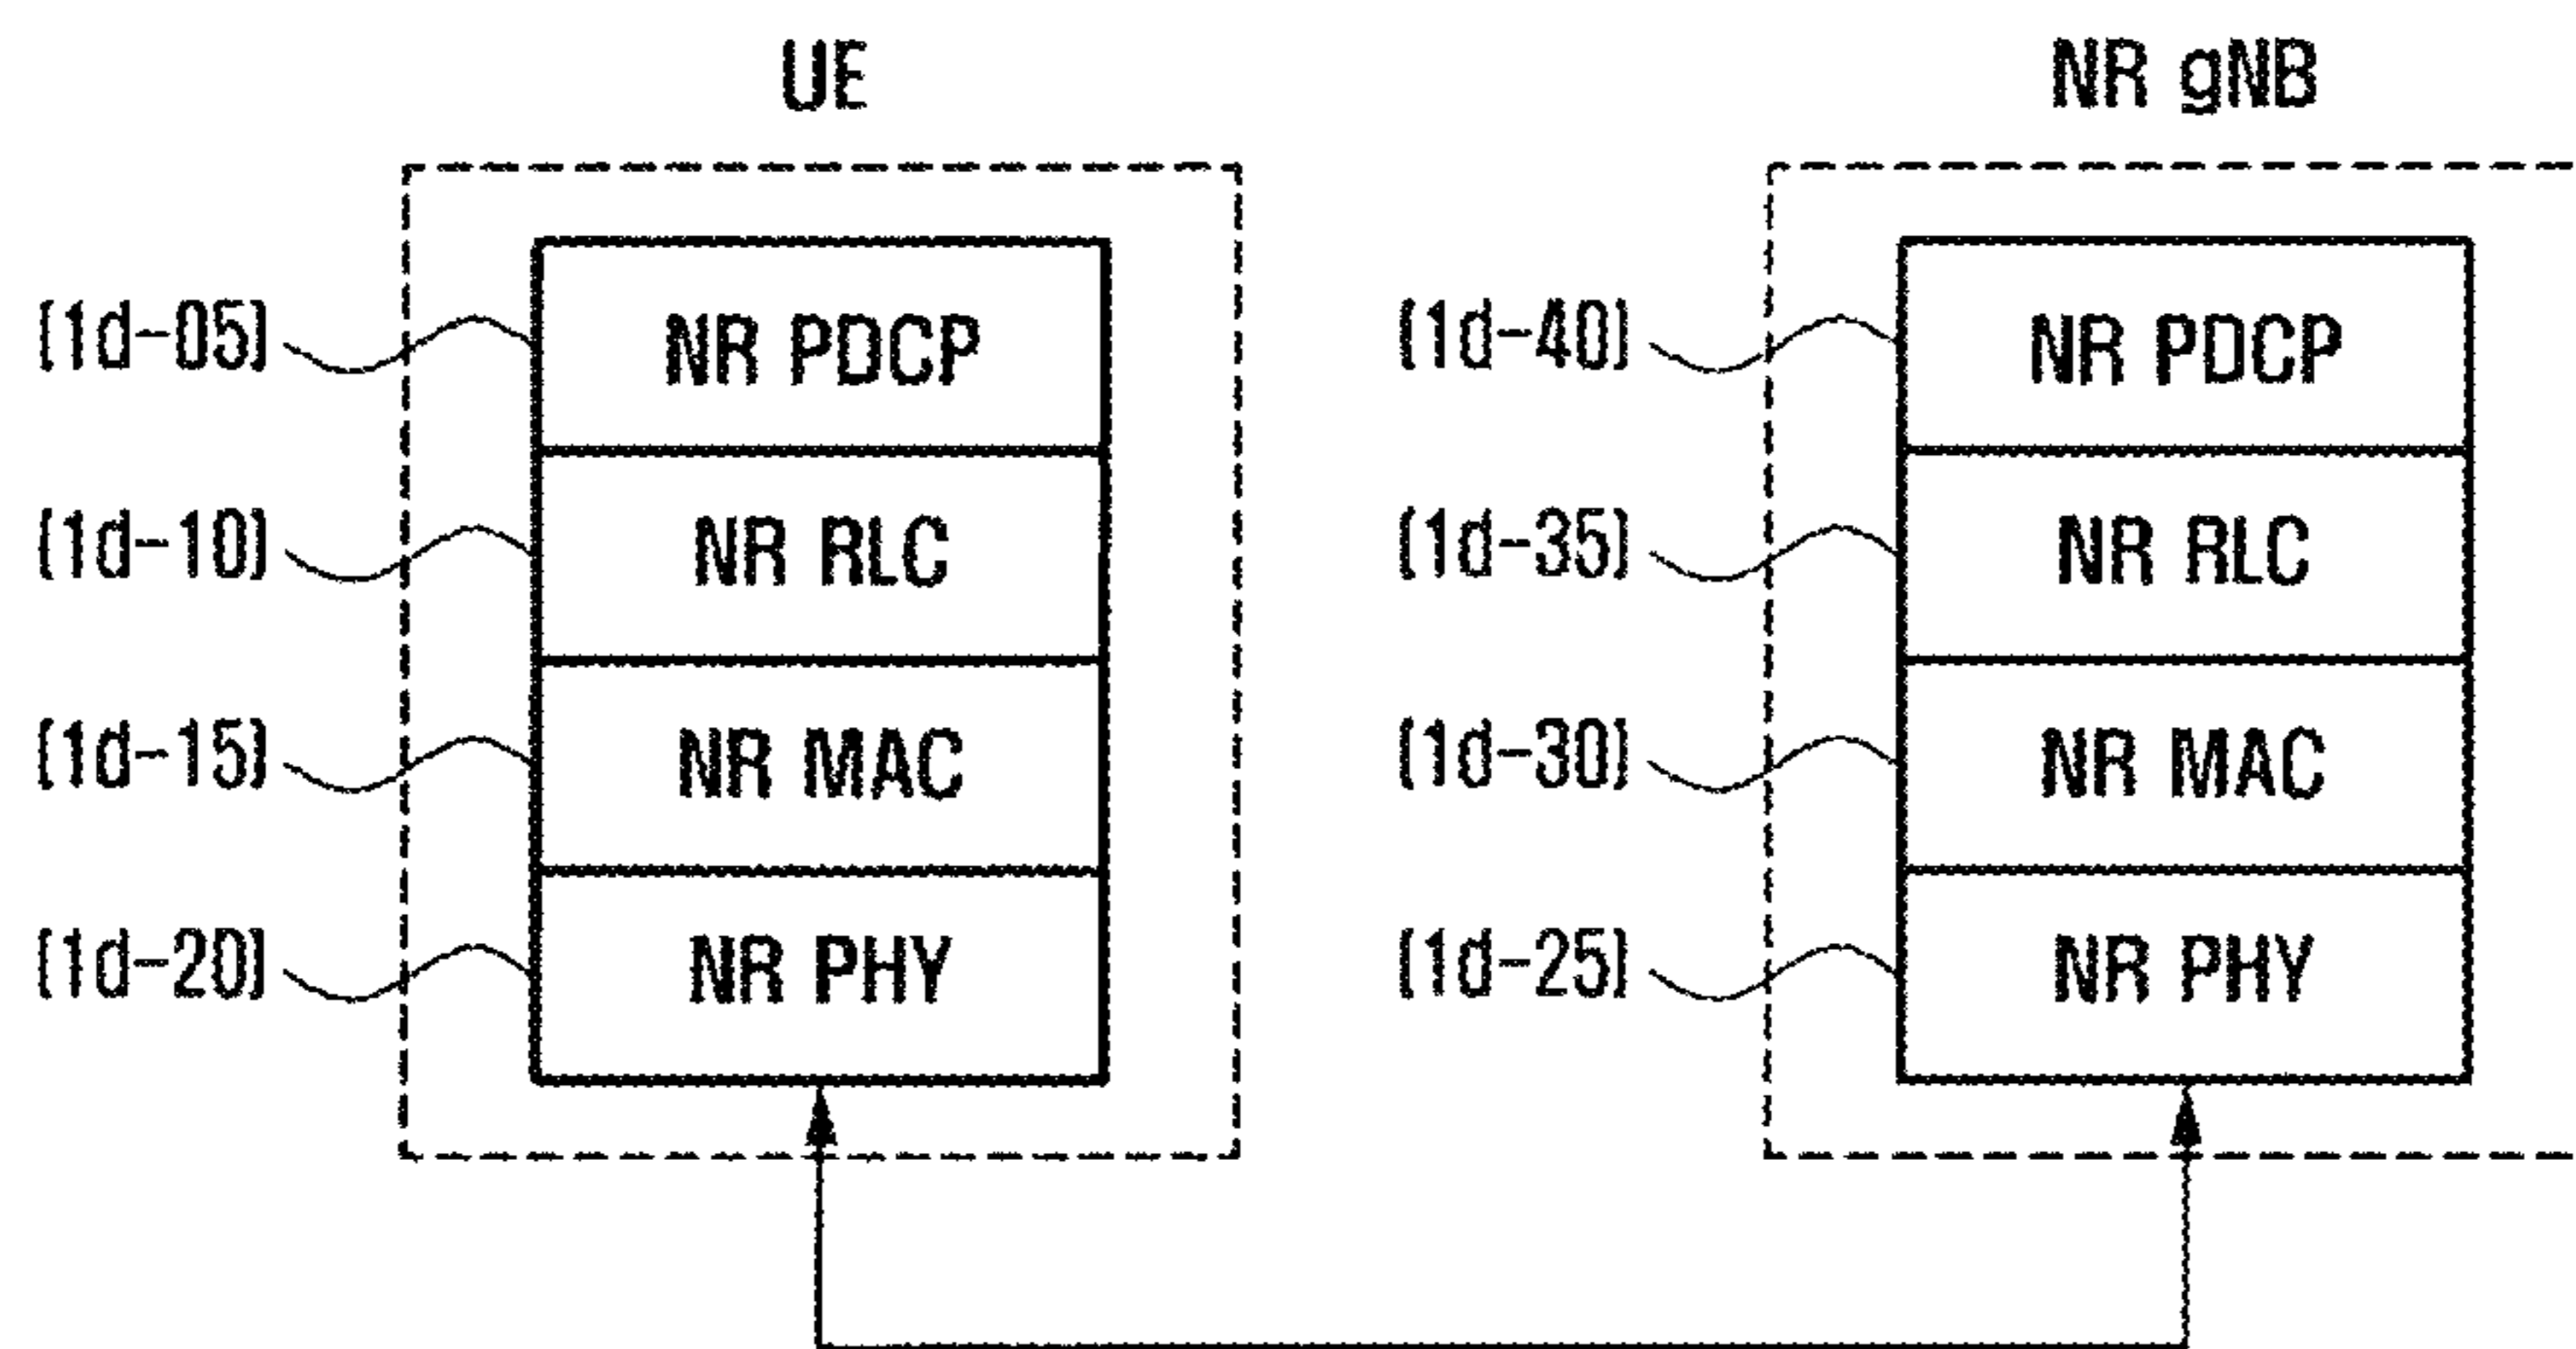 UE NR gNB
(1d-05) NR PDCP (1d-40) NR PDCP
(1d-10) NR RLC (1d-35) NR RLC
(1d-15) NR MAC (1d-30) NR MAC
(1d-20) NR PHY (1d-25) NR PHY